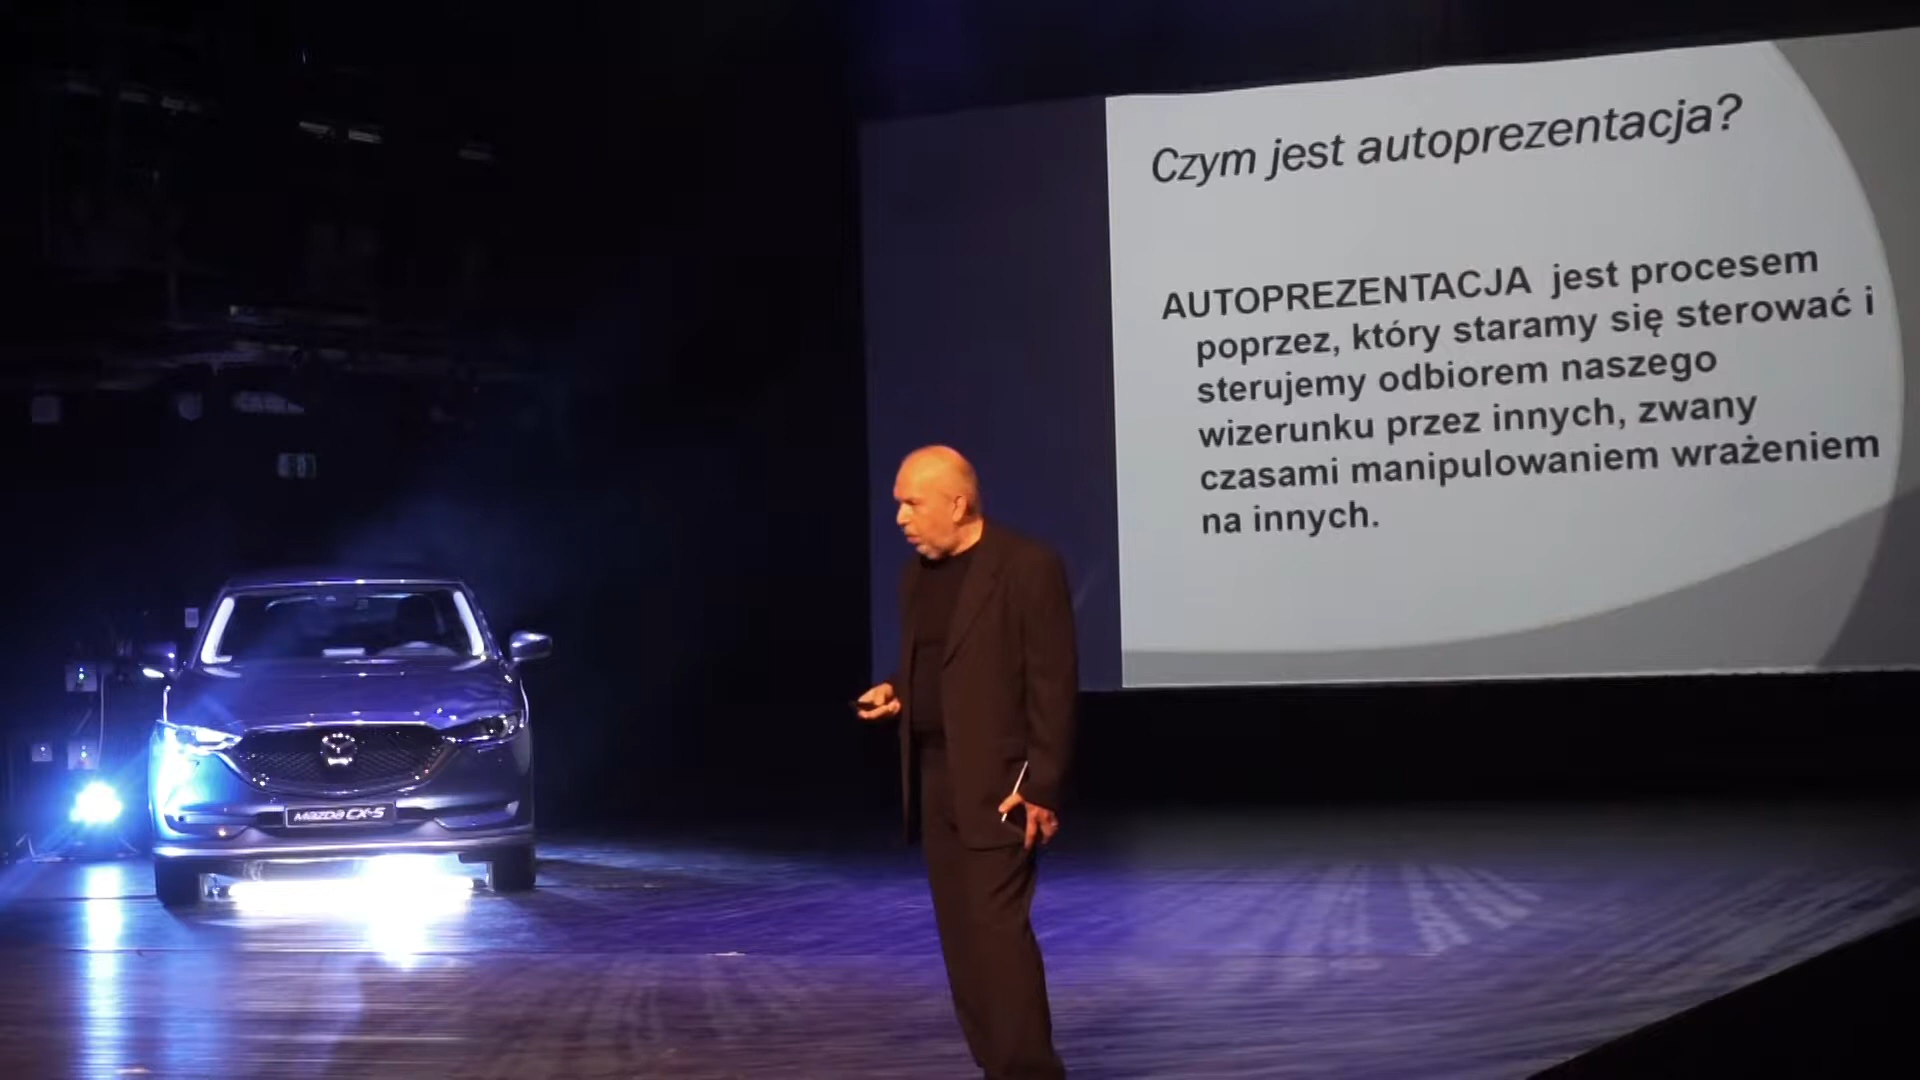 Czym jest autoprezentacja?
AUTOPREZENTACJA jest procesem
poprzez, który staramy się sterować i
sterujemy odbiorem naszego
wizerunku przez innych, zwany
czasami manipulowaniem wrażeniem
na innych.
mazda CX-5